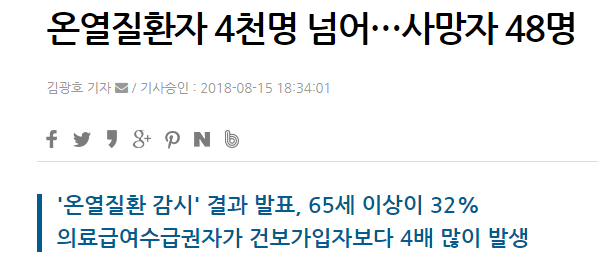 온열질환자 4천명 넘어…사망자 48명
김광호 기자 / 기사승인 : 2018-08-15 18:34:01
'온열질환 감시' 결과 발표, 65세 이상이 32%
의료급여수급권자가 건보가입자보다 4배 많이 발생